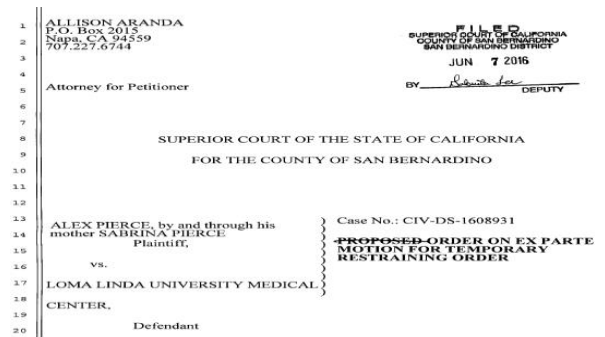 ALLISON ARANDA
P.O. Box 2015
Napa, CA 94559
707.227.6744
FILED
SUPERIOR COURT OF CALIFORNIA
COUNTY OF SAN BERNARDINO
SAN BERNARDINO DISTRICT
JUN 7 2016
BY
DEPUTY
Attorney for Petitioner
SUPERIOR COURT OF THE STATE OF CALIFORNIA
FOR THE COUNTY OF SAN BERNARDINO
ALEX PIERCE, by and through his
mother SABRINA PIERCE
Plaintiff,
vs.
LOMA LINDA UNIVERSITY MEDICAL
CENTER,
Defendant
Case No.: CIV-DS-1608931
PROPOSED ORDER ON EX PARTE
MOTION FOR TEMPORARY
RESTRAINING ORDER
1
2
3
4
5
6
7
8
9
10
11
12
13
14
15
16
17
18
19
20